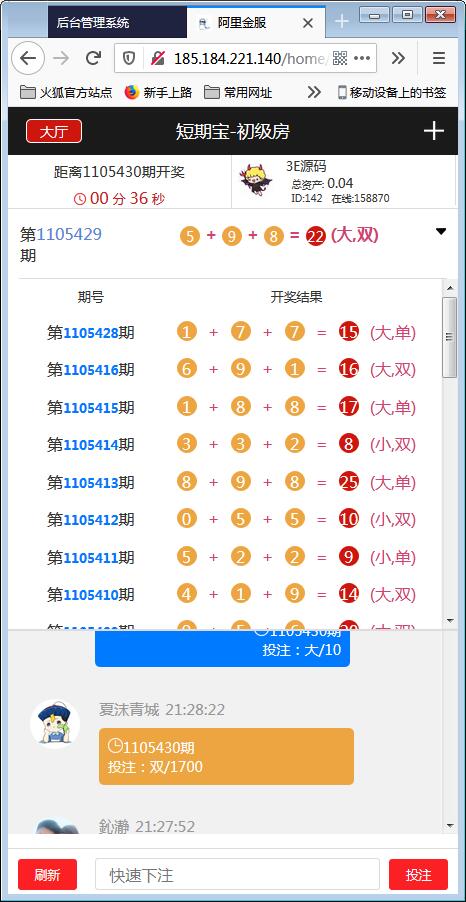 后台管理系统
阿里金服
185.184.221.140/home/
火狐官方站点 新手上路 常用网址 移动设备上的书签
大厅 短期宝-初级房
距离1105430期开奖
00 分 36 秒
3E源码
总资产: 0.04
ID:142 在线:158870
第1105429期 5 + 9 + 8 = 22 (大,双)
期号 开奖结果
第1105428期 1 + 7 + 7 = 15 (大,单)
第1105416期 6 + 9 + 1 = 16 (大,双)
第1105415期 1 + 8 + 8 = 17 (大,单)
第1105414期 3 + 3 + 2 = 8 (小,双)
第1105413期 8 + 9 + 8 = 25 (大,单)
第1105412期 0 + 5 + 5 = 10 (小,双)
第1105411期 5 + 2 + 2 = 9 (小,单)
第1105410期 4 + 1 + 9 = 14 (大,双)
1105430期
投注：大/10
夏沫青城 21:28:22
1105430期
投注：双/1700
21:27:52
刷新 快速下注 投注